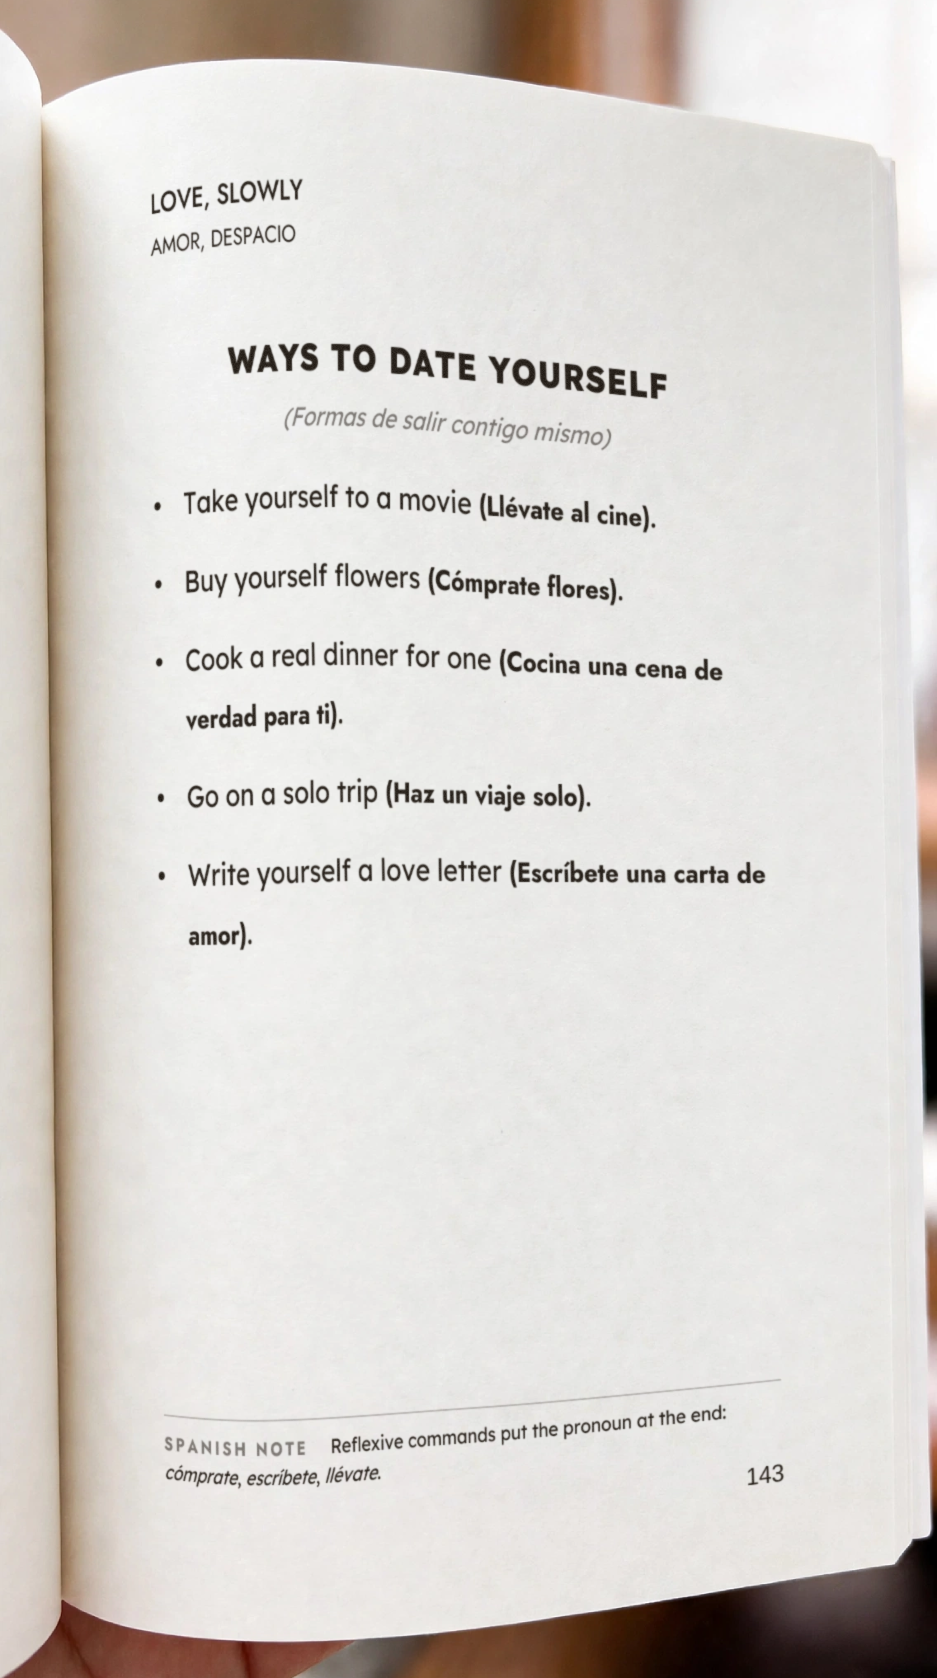 LOVE, SLOWLY
AMOR, DESPACIO
WAYS TO DATE YOURSELF
(Formas de salir contigo mismo)
• Take yourself to a movie (Llévate al cine).
• Buy yourself flowers (Cómprate flores).
• Cook a real dinner for one (Cocina una cena de
verdad para ti).
• Go on a solo trip (Haz un viaje solo).
• Write yourself a love letter (Escríbete una carta de
amor).
SPANISH NOTE Reflexive commands put the pronoun at the end:
cómprate, escríbete, llévate.
143